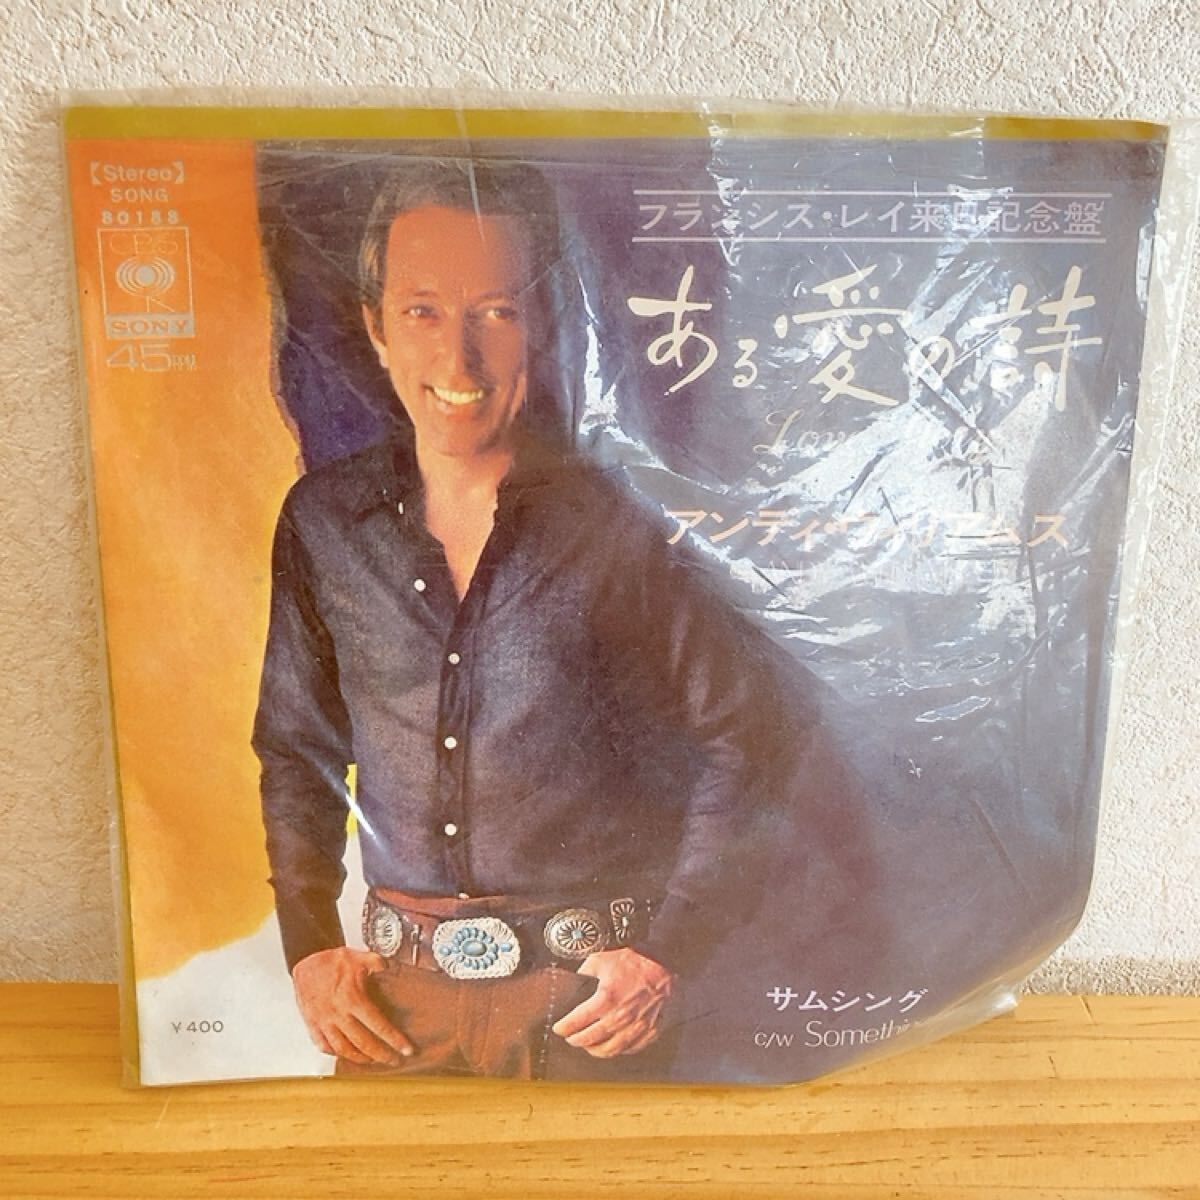 【Stereo】
SONG
80188
CBS
SONY
45RPM
フランシス・レイ来日記念盤
ある愛の詩
アンディ・ウィリアムス
サムシング
c/w
¥400